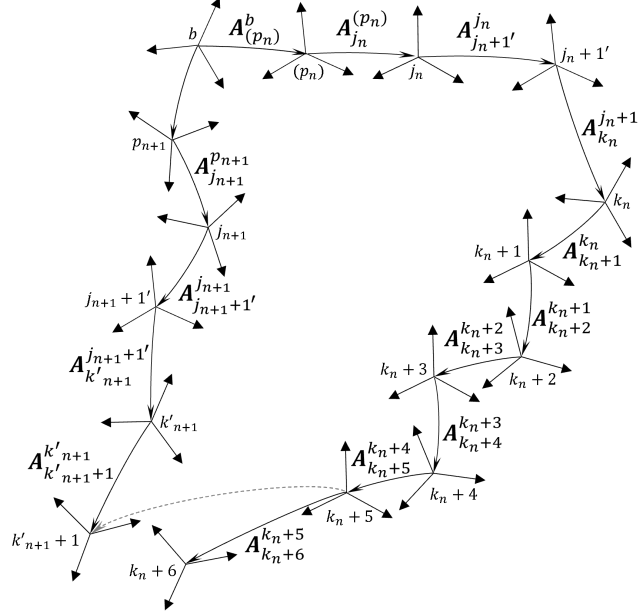 b
A^b_(p_n)
(p_n)
A^(p_n)_j_n
j_n
A^j_n_j_n+1′
j_n + 1′
A^j_n+1_k_n
k_n
A^k_n_k_n+1
k_n + 1
A^k_n+1_k_n+2
k_n + 2
A^k_n+2_k_n+3
k_n + 3
A^k_n+3_k_n+4
k_n + 4
A^k_n+4_k_n+5
k_n + 5
A^k_n+5_k_n+6
k_n + 6
p_n+1
A^p_n+1_j_n+1
j_n+1
A^j_n+1_j_n+1+1′
j_n+1 + 1′
A^j_n+1+1′_k′_n+1
k′_n+1
A^k′_n+1_k′_n+1+1
k′_n+1 + 1